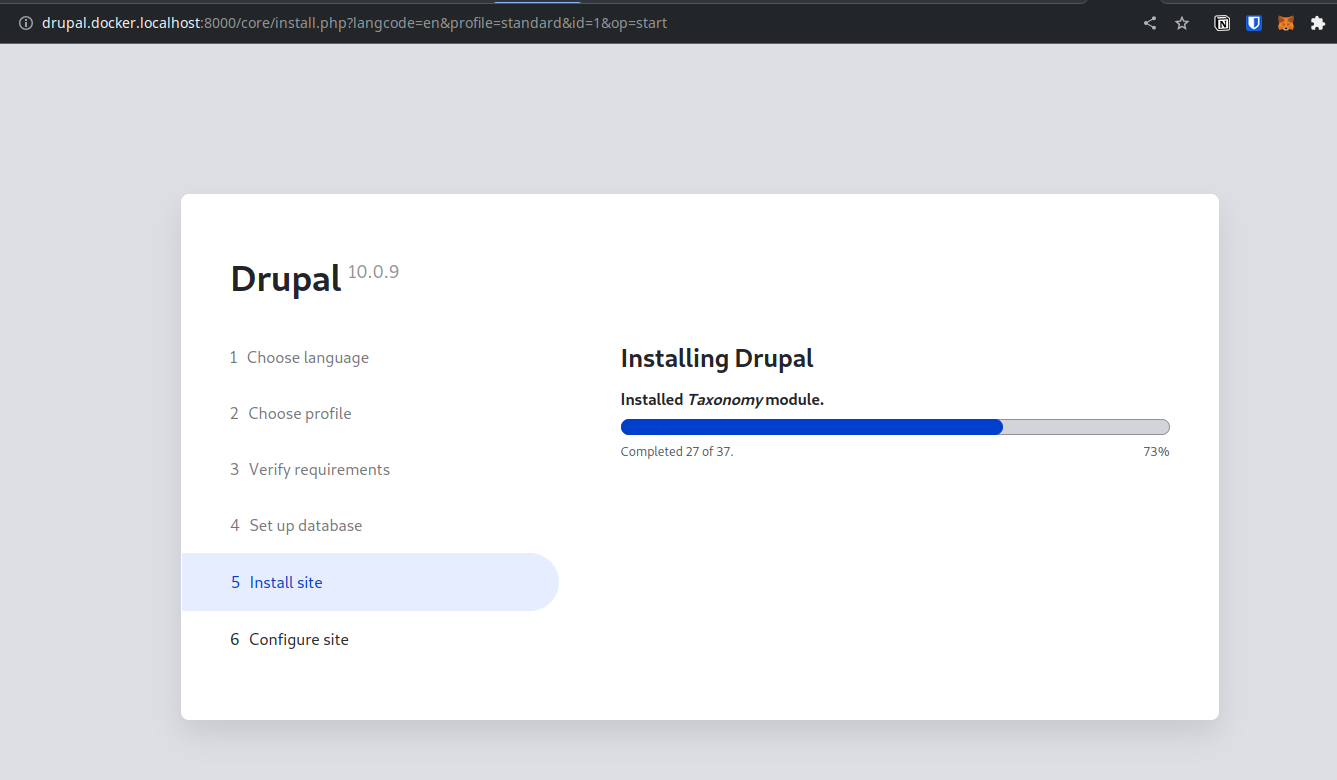 drupal.docker.localhost:8000/core/install.php?langcode=en&profile=standard&id=1&op=start
Drupal 10.0.9
1 Choose language
2 Choose profile
3 Verify requirements
4 Set up database
5 Install site
6 Configure site
Installing Drupal
Installed Taxonomy module.
Completed 27 of 37.
73%